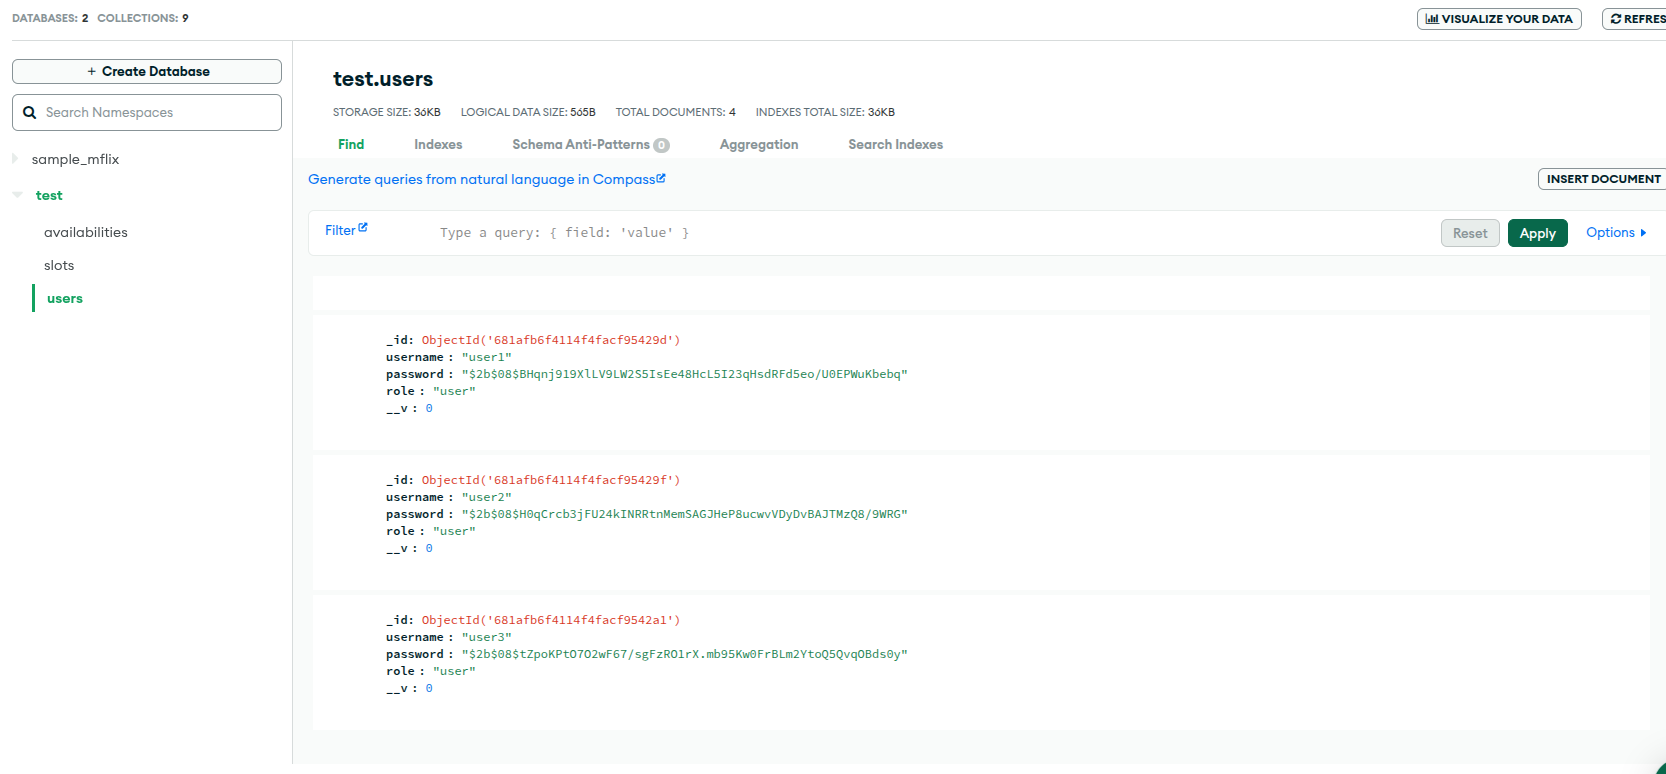 DATABASES: 2 COLLECTIONS: 9
VISUALIZE YOUR DATA
REFRES
+ Create Database
Search Namespaces
sample_mflix
test
availabilities
slots
users
test.users
STORAGE SIZE: 36KB LOGICAL DATA SIZE: 565B TOTAL DOCUMENTS: 4 INDEXES TOTAL SIZE: 36KB
Find Indexes Schema Anti-Patterns 0 Aggregation Search Indexes
Generate queries from natural language in Compass
INSERT DOCUMENT
Filter Type a query: { field: 'value' } Reset Apply Options
_id: ObjectId('681afb6f4114f4facf95429d')
username : "user1"
password : "$2b$08$BHqnj919XlLV9LW2S5IsEe48HcL5I23qHsdRFd5eo/U0EPWuKbebq"
role : "user"
__v : 0
_id: ObjectId('681afb6f4114f4facf95429f')
username : "user2"
password : "$2b$08$H0qCrcb3jFU24kINRRtnMemSAGJHeP8ucwvVDyDvBAJTMzQ8/9WRG"
role : "user"
__v : 0
_id: ObjectId('681afb6f4114f4facf9542a1')
username : "user3"
password : "$2b$08$tZpoKPtO7O2wF67/sgFzRO1rX.mb95Kw0FrBLm2YtoQ5QvqOBds0y"
role : "user"
__v : 0